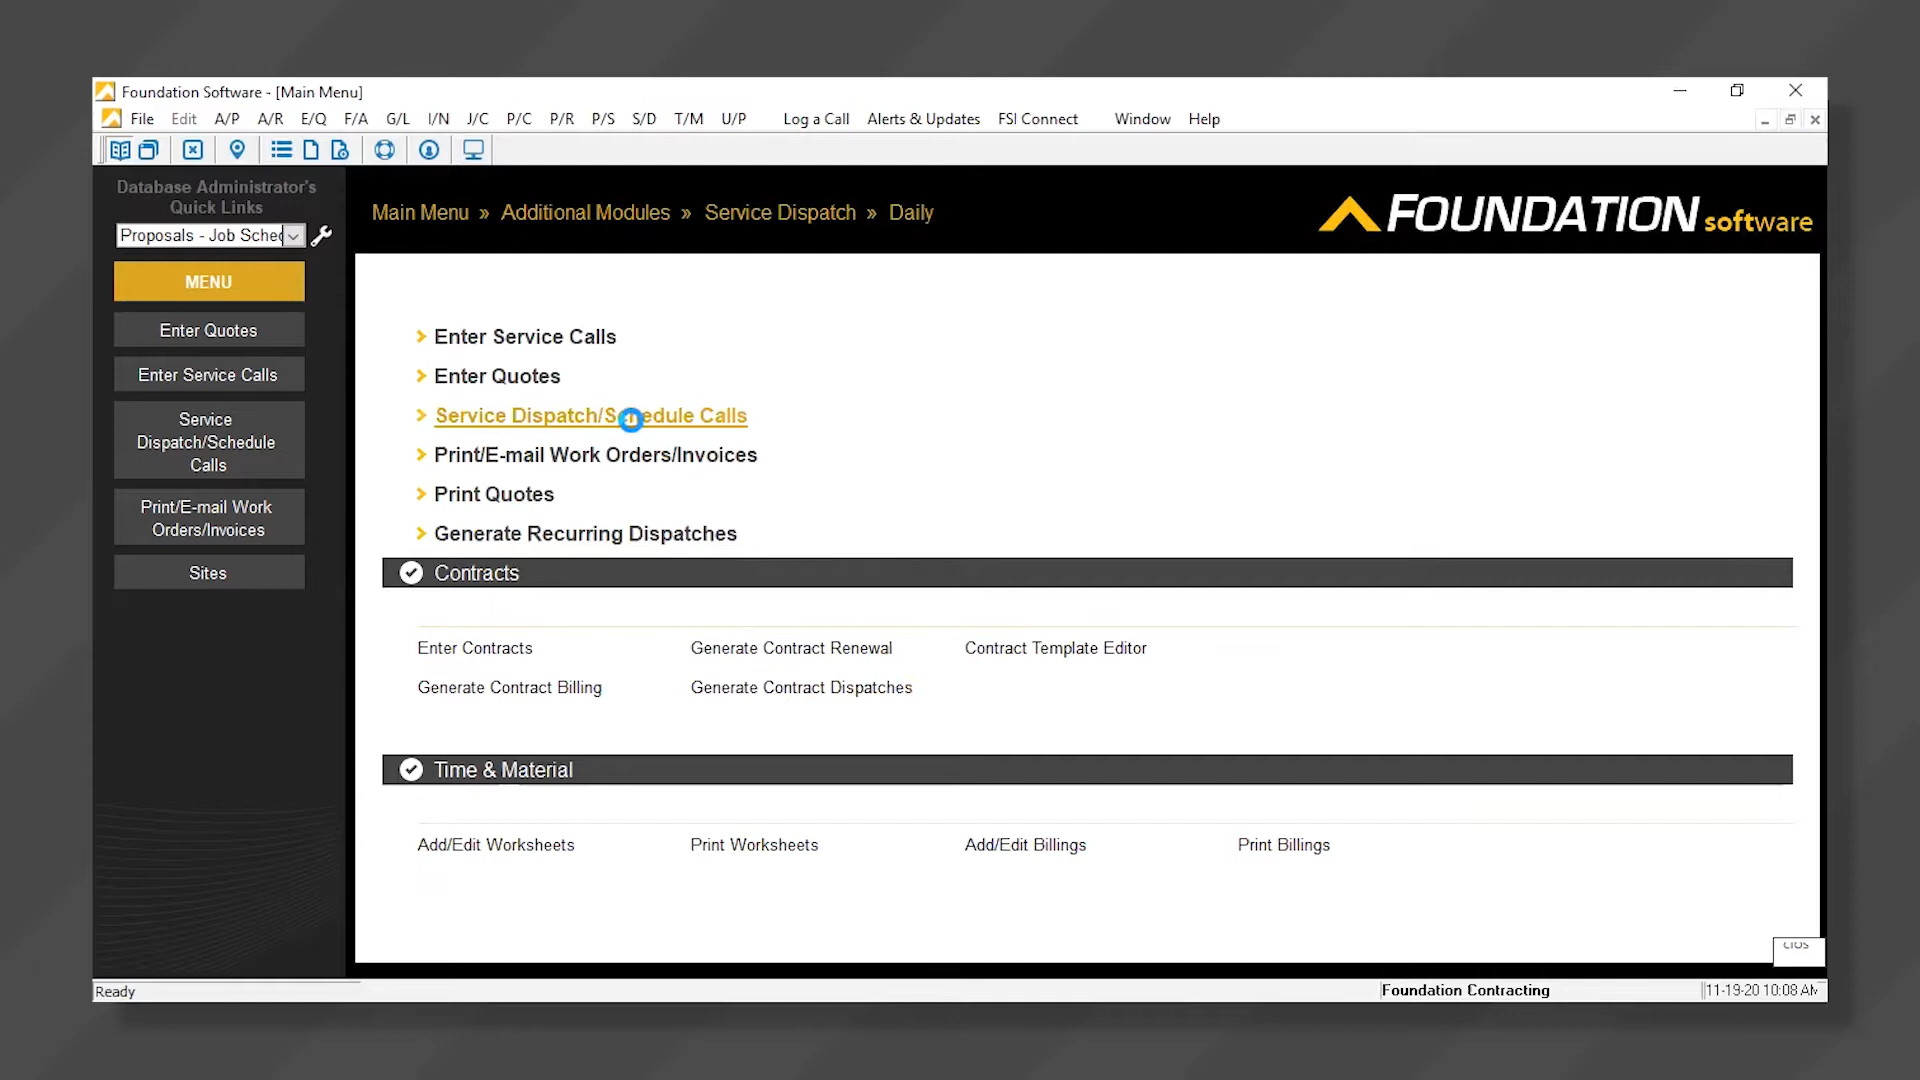 Foundation Software - [Main Menu]
File Edit A/P A/R E/Q F/A G/L I/N J/C P/C P/R P/S S/D T/M U/P Log a Call Alerts & Updates FSI Connect Window Help
Database Administrator's
Quick Links
Proposals - Job Sched
MENU
Enter Quotes
Enter Service Calls
Service
Dispatch/Schedule
Calls
Print/E-mail Work
Orders/Invoices
Sites
Main Menu » Additional Modules » Service Dispatch » Daily
FOUNDATION software
Enter Service Calls
Enter Quotes
Service Dispatch/Schedule Calls
Print/E-mail Work Orders/Invoices
Print Quotes
Generate Recurring Dispatches
Contracts
Enter Contracts Generate Contract Renewal Contract Template Editor
Generate Contract Billing Generate Contract Dispatches
Time & Material
Add/Edit Worksheets Print Worksheets Add/Edit Billings Print Billings
Ready Foundation Contracting 11-19-20 10:08 AM